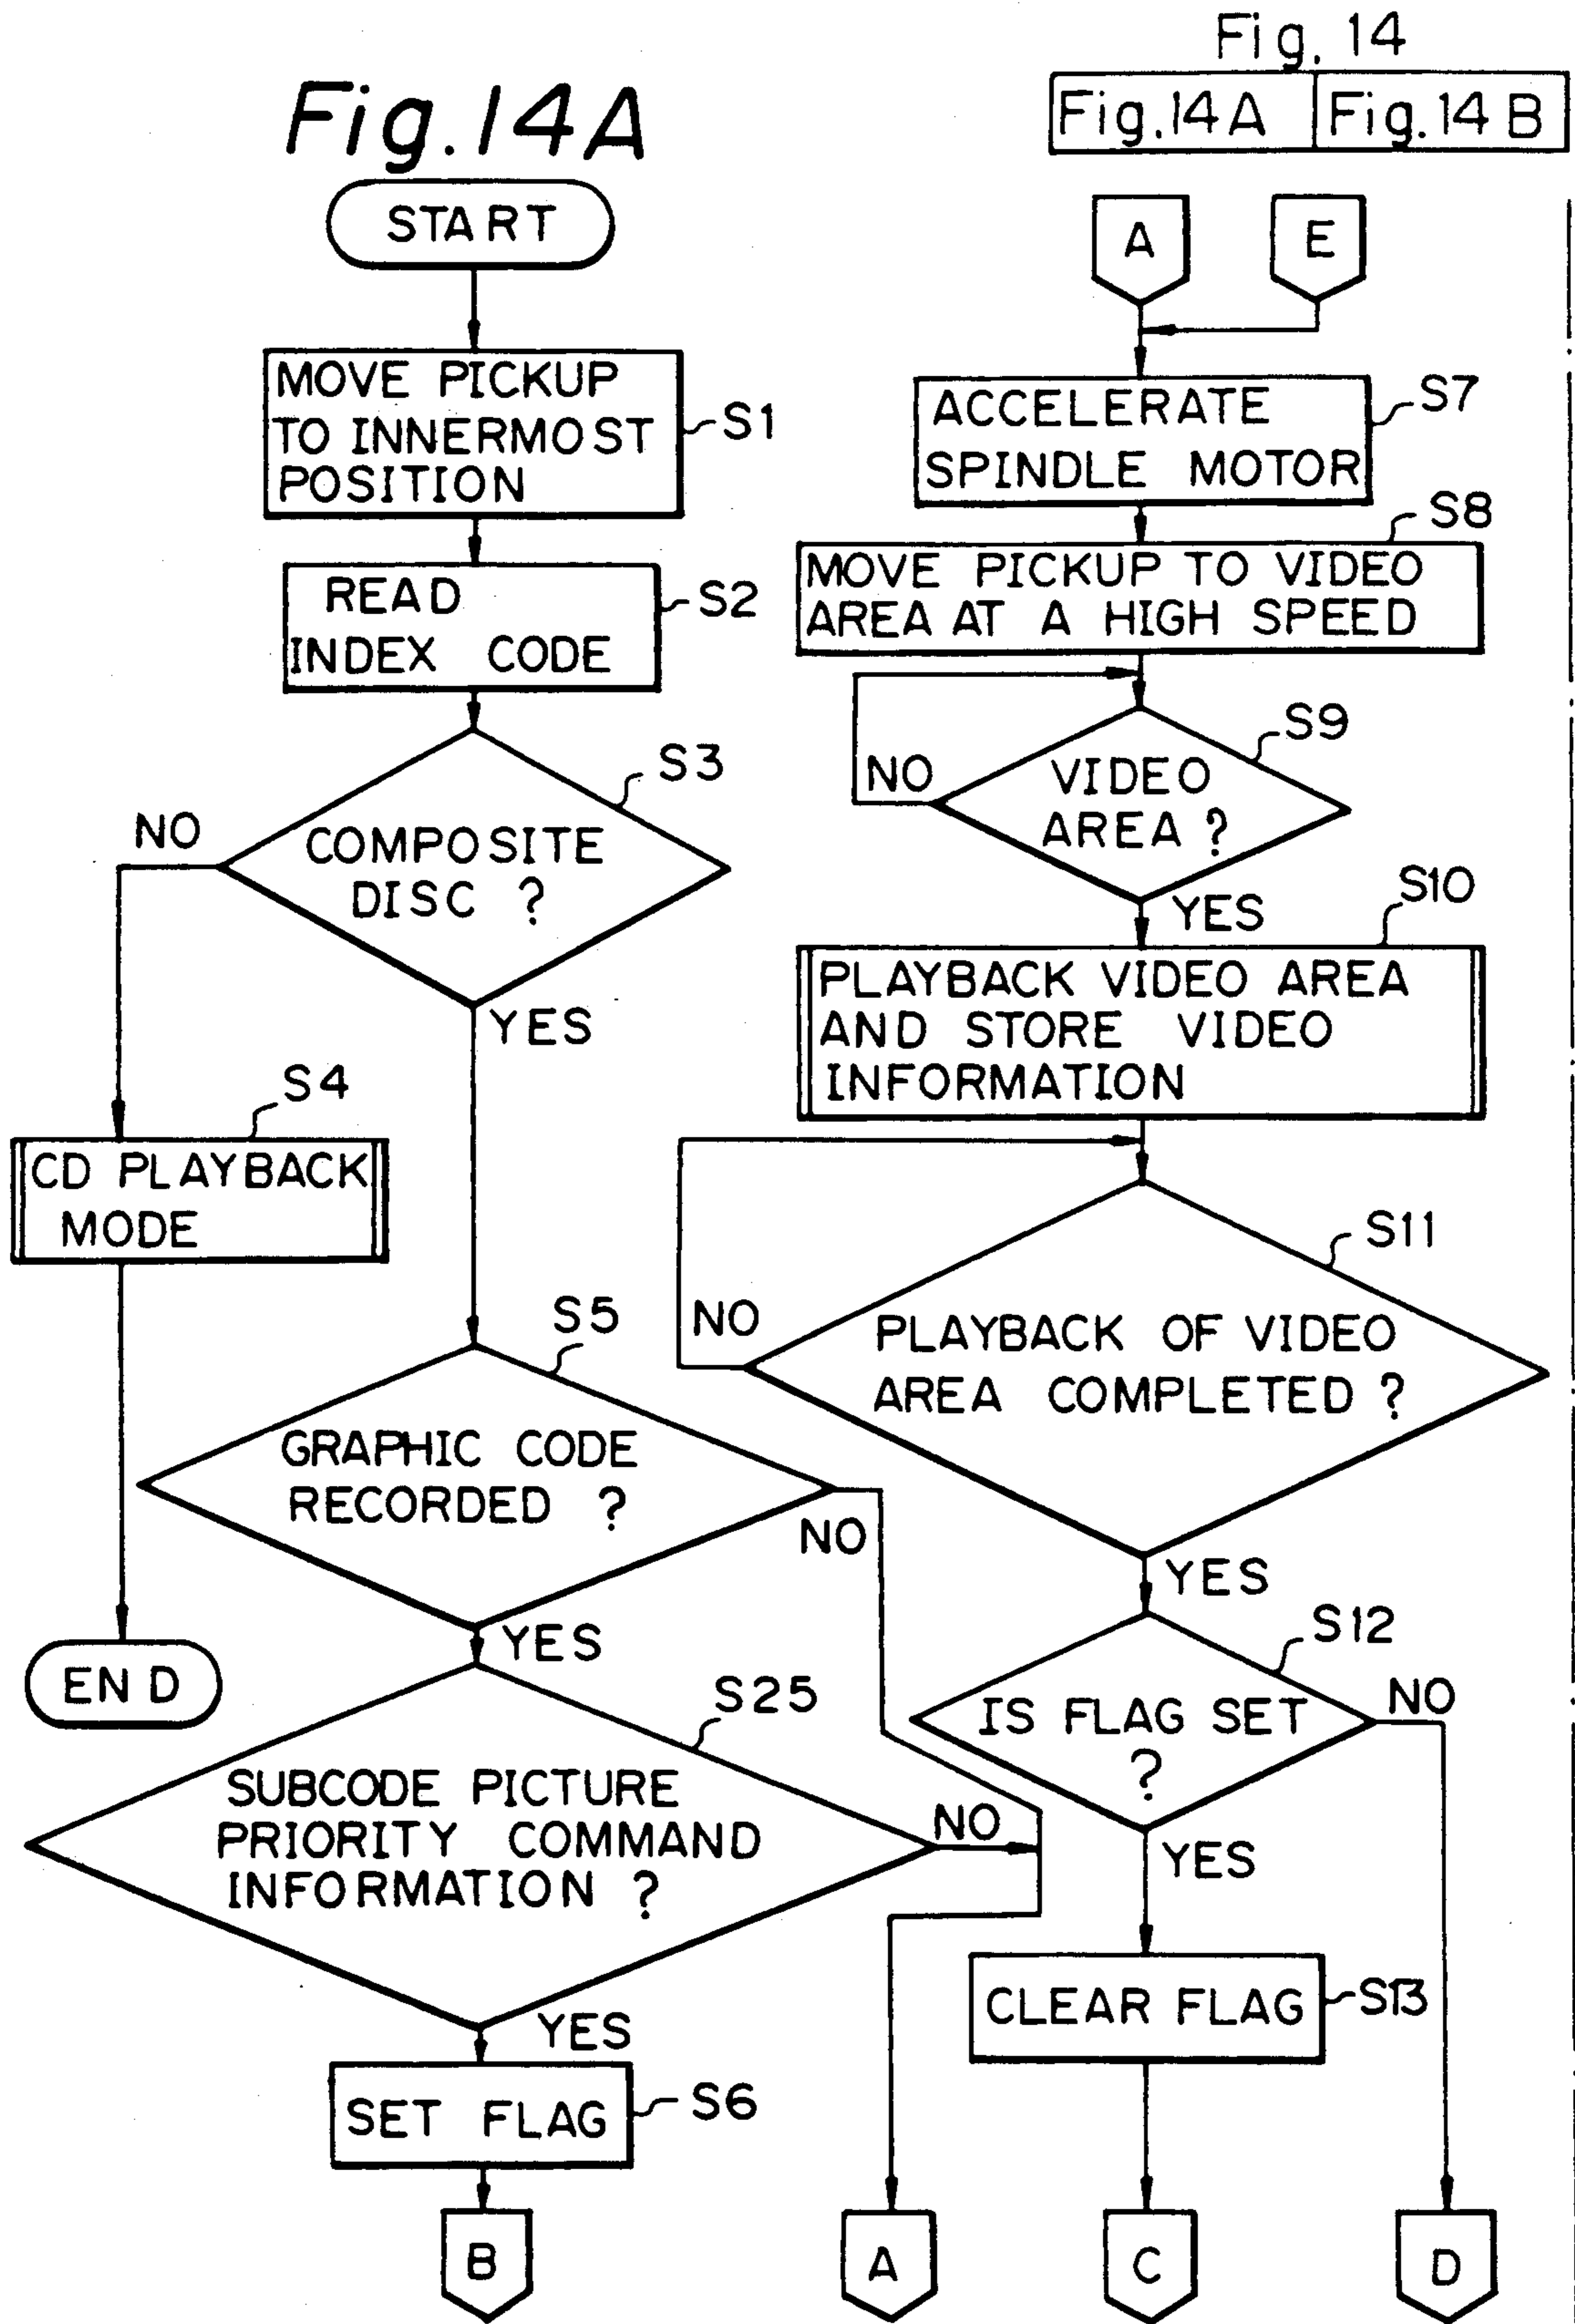 Fig. 14
Fig. 14A
Fig. 14B
Fig. 14A
START
MOVE PICKUP
TO INNERMOST
POSITION
S1
READ
INDEX CODE
S2
S3
COMPOSITE
DISC ?
NO
YES
S4
CD PLAYBACK
MODE
END
S5
GRAPHIC CODE
RECORDED ?
NO
YES
S25
SUBCODE PICTURE
PRIORITY COMMAND
INFORMATION ?
NO
YES
SET FLAG
S6
B
A
A
E
ACCELERATE
SPINDLE MOTOR
S7
S8
MOVE PICKUP TO VIDEO
AREA AT A HIGH SPEED
S9
VIDEO
AREA ?
NO
YES
S10
PLAYBACK VIDEO AREA
AND STORE VIDEO
INFORMATION
S11
PLAYBACK OF VIDEO
AREA COMPLETED ?
NO
YES
S12
IS FLAG SET
?
NO
YES
CLEAR FLAG
S13
C
D